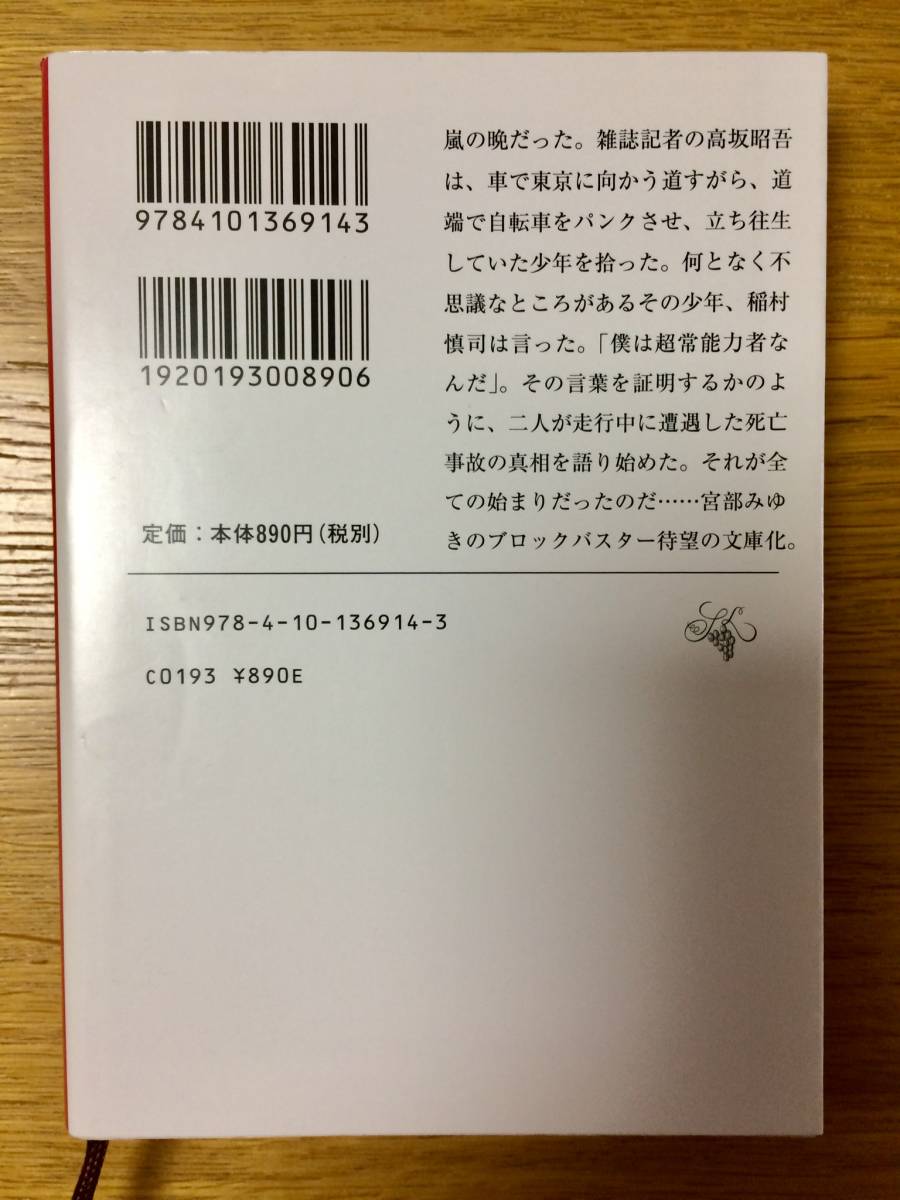 9784101369143
1920193008906
定価：本体890円（税別）
嵐の晩だった。雑誌記者の高坂昭吾
は、車で東京に向かう道すがら、道
端で自転車をパンクさせ、立ち往生
していた少年を拾った。何となく不
思議なところがあるその少年、稲村
慎司は言った。「僕は超常能力者な
んだ」。その言葉を証明するかのよ
うに、二人が走行中に遭遇した死亡
事故の真相を語り始めた。それが全
ての始まりだったのだ……宮部みゆ
きのブロックバスター待望の文庫化。
ISBN978-4-10-136914-3
C0193 ¥890E